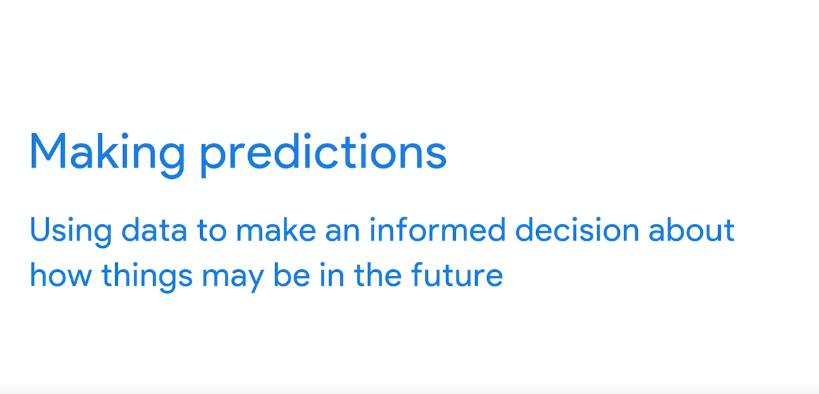 Making predictions
Using data to make an informed decision about
how things may be in the future